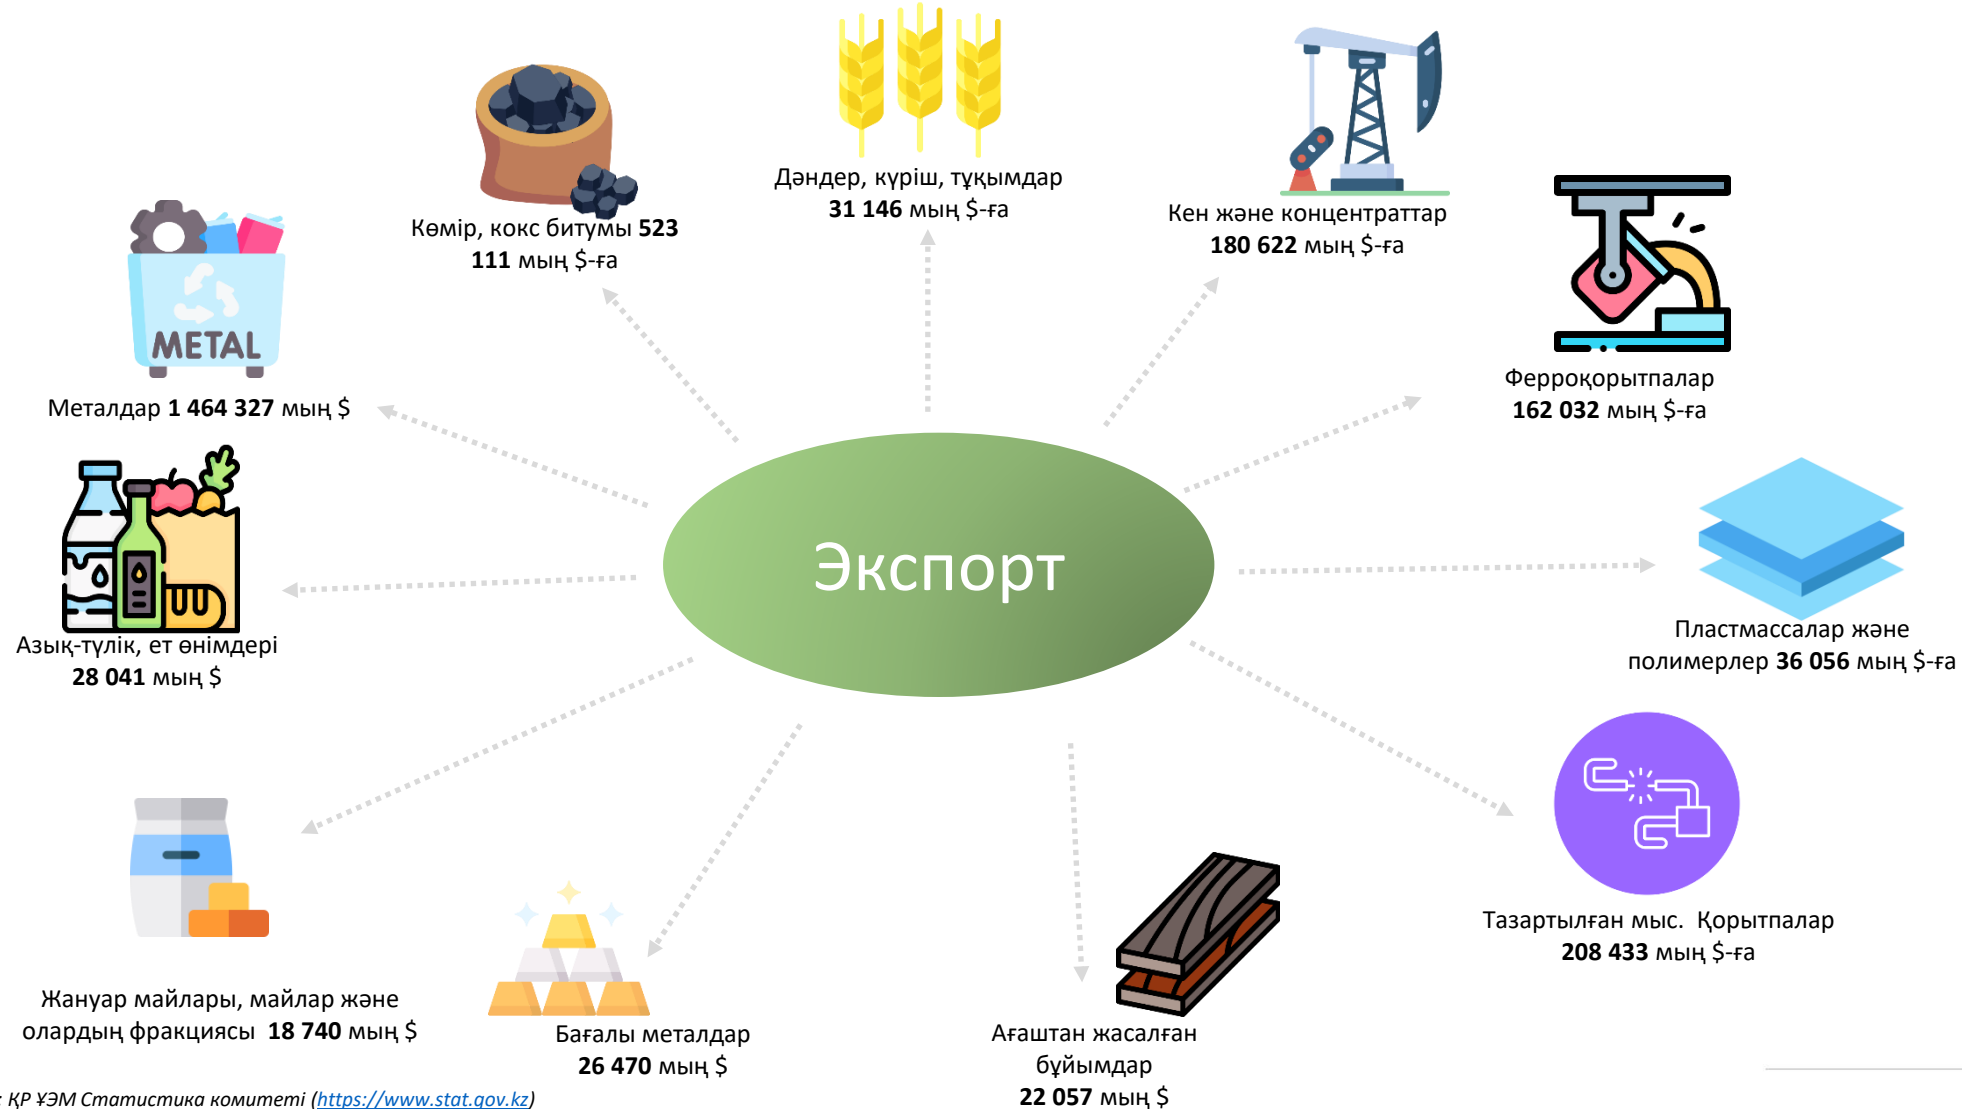 Дәндер, күріш, тұқымдар
31 146 мың $-ға
Көмір, кокс битумы 523
111 мың $-ға
Кен және концентраттар
180 622 мың $-ға
METAL
Металдар 1 464 327 мың $
Ферроқорытпалар
162 032 мың $-ға
Экспорт
Азық-түлік, ет өнімдері
28 041 мың $
Пластмассалар және
полимерлер 36 056 мың $-ға
Тазартылған мыс.  Қорытпалар
208 433 мың $-ға
Жануар майлары, майлар және
олардың фракциясы  18 740 мың $
Бағалы металдар
26 470 мың $
Ағаштан жасалған
бұйымдар
22 057 мың $
: ҚР ҰЭМ Статистика комитеті (https://www.stat.gov.kz)